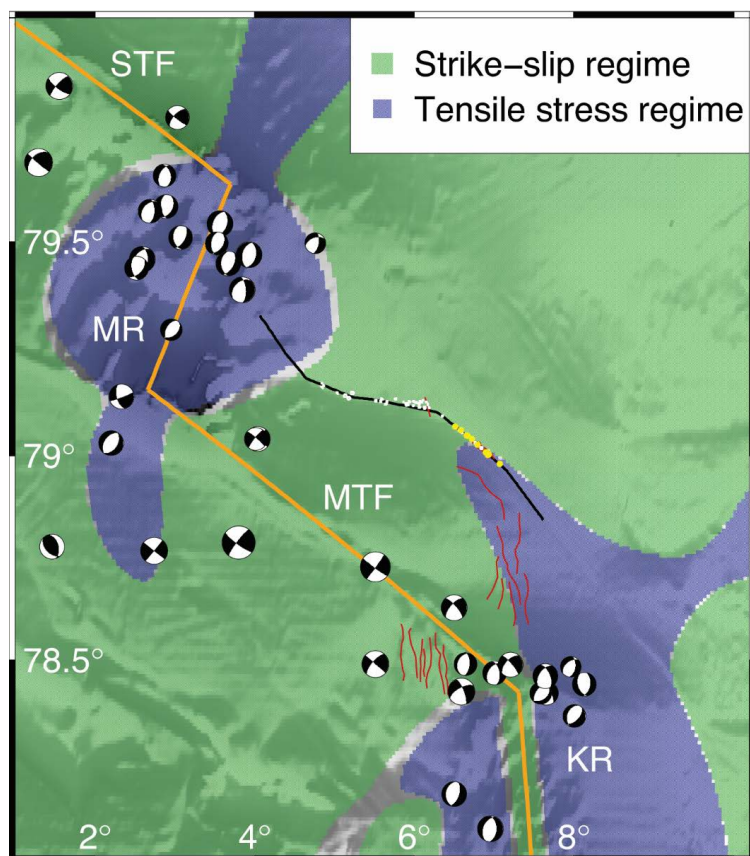 STF
Strike–slip regime
Tensile stress regime
79.5°
MR
79°
MTF
78.5°
KR
2° 4° 6° 8°